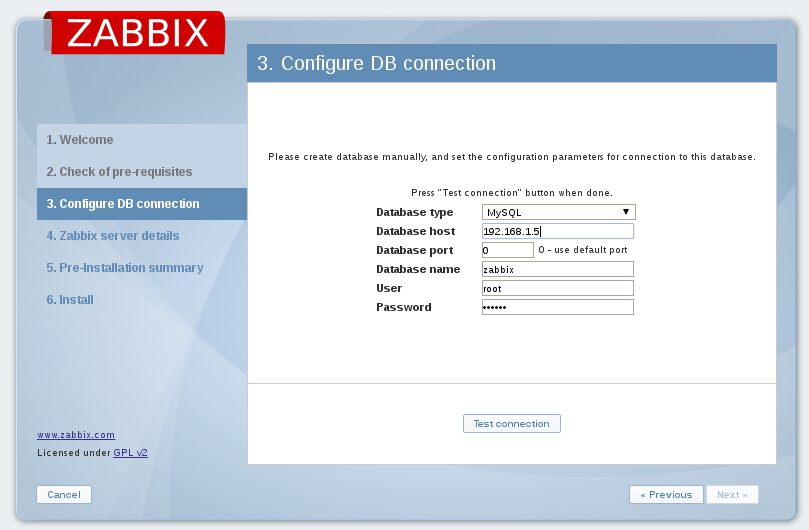 ZABBIX
3. Configure DB connection
1. Welcome
2. Check of pre-requisites
3. Configure DB connection
4. Zabbix server details
5. Pre-Installation summary
6. Install
Please create database manually, and set the configuration parameters for connection to this database.
Press "Test connection" button when done.
Database type MySQL ▼
Database host 192.168.1.5
Database port 0 0 - use default port
Database name zabbix
User root
Password ••••••
Test connection
www.zabbix.com
Licensed under GPL v2
Cancel « Previous Next »